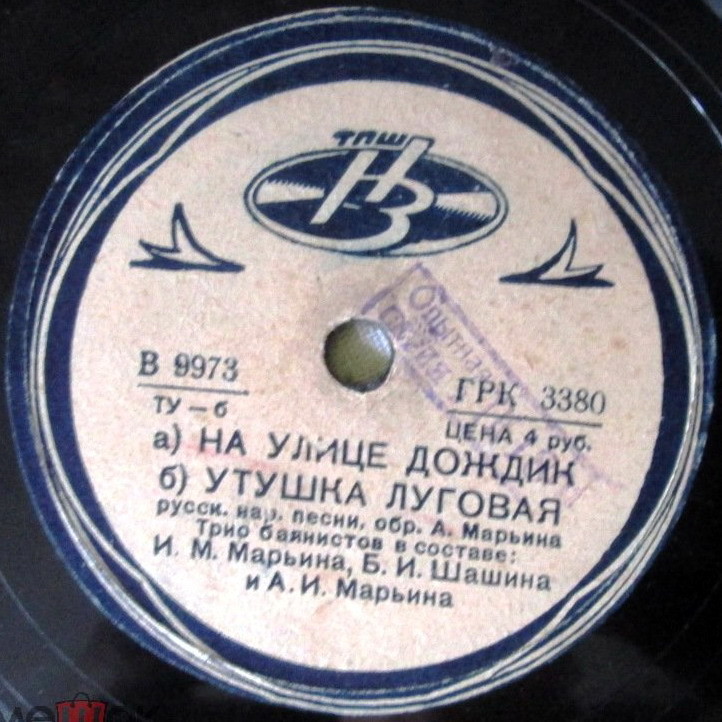 ТПШ
НЗ
В 9973
ГРК 3380
ТУ-6
ЦЕНА 4 руб.
а) НА УЛИЦЕ ДОЖДИК
б) УТУШКА ЛУГОВАЯ
русск. нар. песни, обр. А. Марьина
Трио баянистов в составе:
И. М. Марьина, Б. И. Шашина
и А. И. Марьина
Опытная